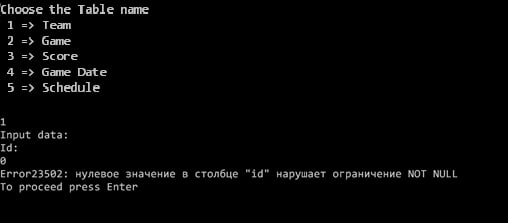 Choose the Table name
1 => Team
2 => Game
3 => Score
4 => Game Date
5 => Schedule
1
Input data:
Id:
0
Error23502: нулевое значение в столбце "id" нарушает ограничение NOT NULL
To proceed press Enter